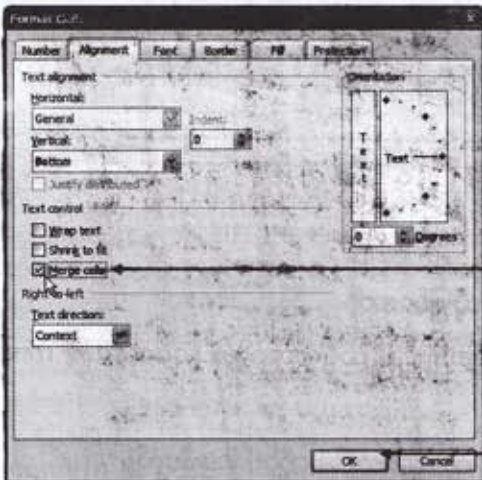 Format Cells
Number Alignment Font Border Fill Protection
Text alignment
Orientation
Horizontal:
General
Indent:
Vertical:
0
Bottom
Text
Text
Justify distributed
Text control
Wrap text
Shrink to fit
0 Degrees
Merge cells
Right-to-left
Text direction:
Context
OK Cancel